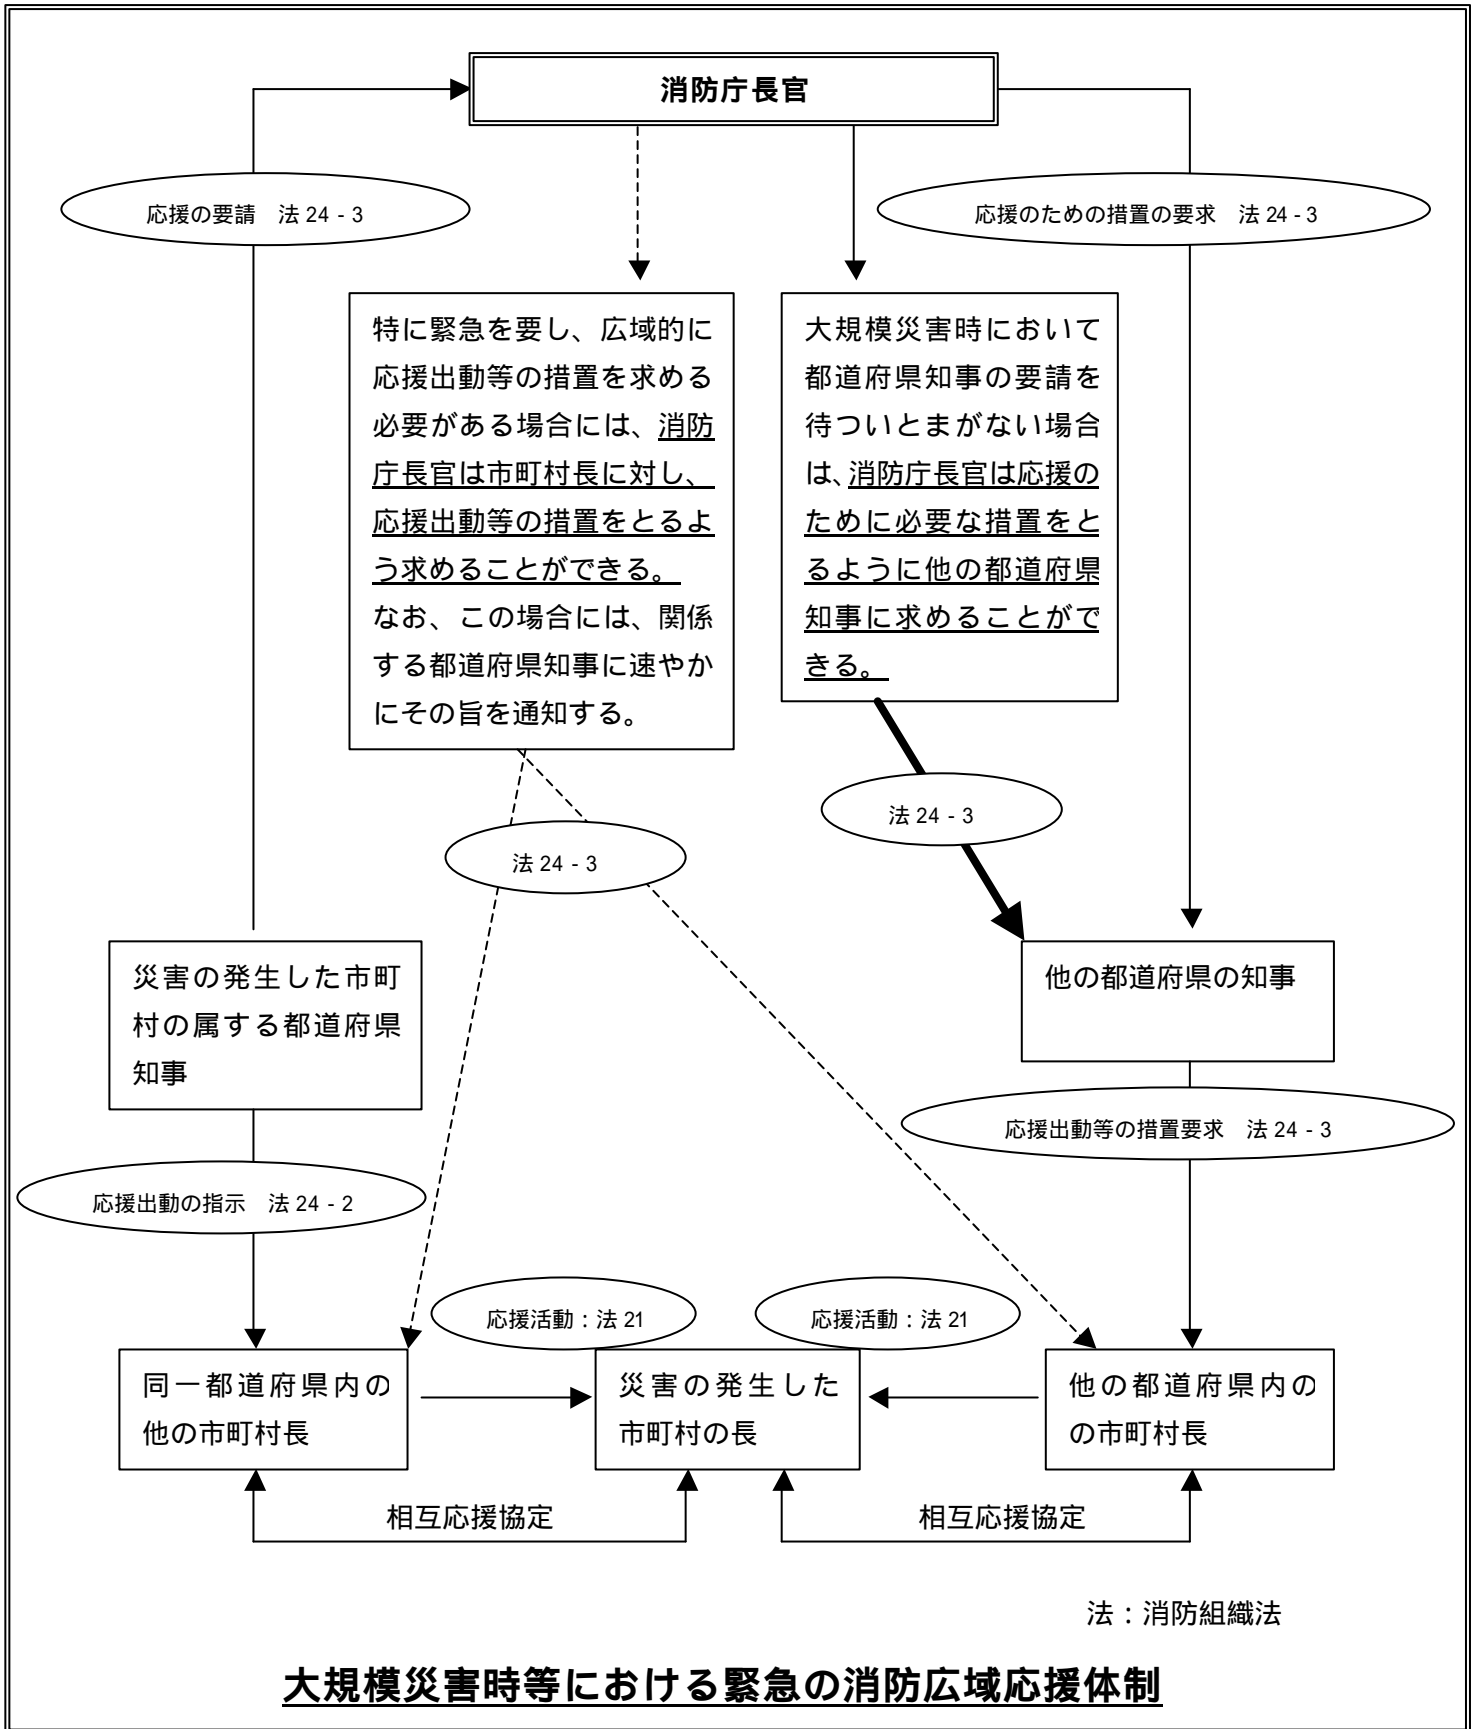 消防庁長官
応援の要請　法 24 - 3
応援のための措置の要求　法 24 - 3
特に緊急を要し、広域的に
応援出動等の措置を求める
必要がある場合には、消防
庁長官は市町村長に対し、
応援出動等の措置をとるよ
う求めることができる。
なお、この場合には、関係
する都道府県知事に速やか
にその旨を通知する。
大規模災害時において
都道府県知事の要請を
待ついとまがない場合
は、消防庁長官は応援の
ために必要な措置をと
るように他の都道府県
知事に求めることがで
きる。
法 24 - 3
法 24 - 3
災害の発生した市町
村の属する都道府県
知事
他の都道府県の知事
応援出動等の措置要求　法 24 - 3
応援出動の指示　法 24 - 2
応援活動：法 21
応援活動：法 21
同一都道府県内の
他の市町村長
災害の発生した
市町村の長
他の都道府県内の
の市町村長
相互応援協定
相互応援協定
法：消防組織法
大規模災害時等における緊急の消防広域応援体制